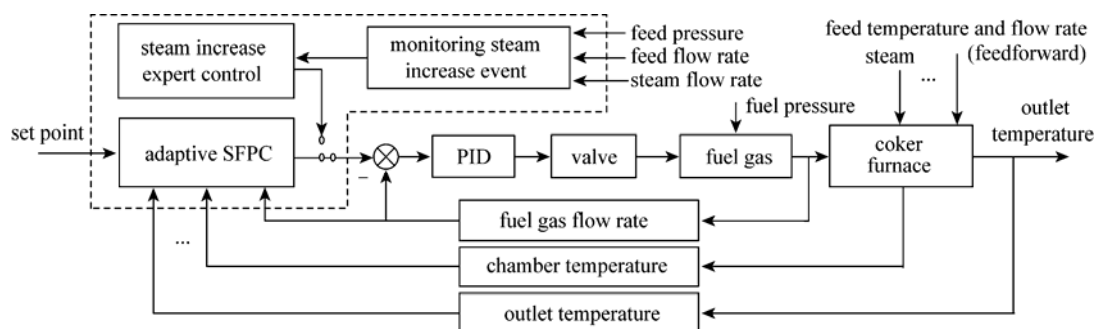 steam increase
expert control
monitoring steam
increase event
feed pressure
feed flow rate
steam flow rate
feed temperature and flow rate
(feedforward)
steam
...
fuel pressure
outlet
temperature
set point
adaptive SFPC
−
PID
valve
fuel gas
coker
furnace
fuel gas flow rate
...
chamber temperature
outlet temperature